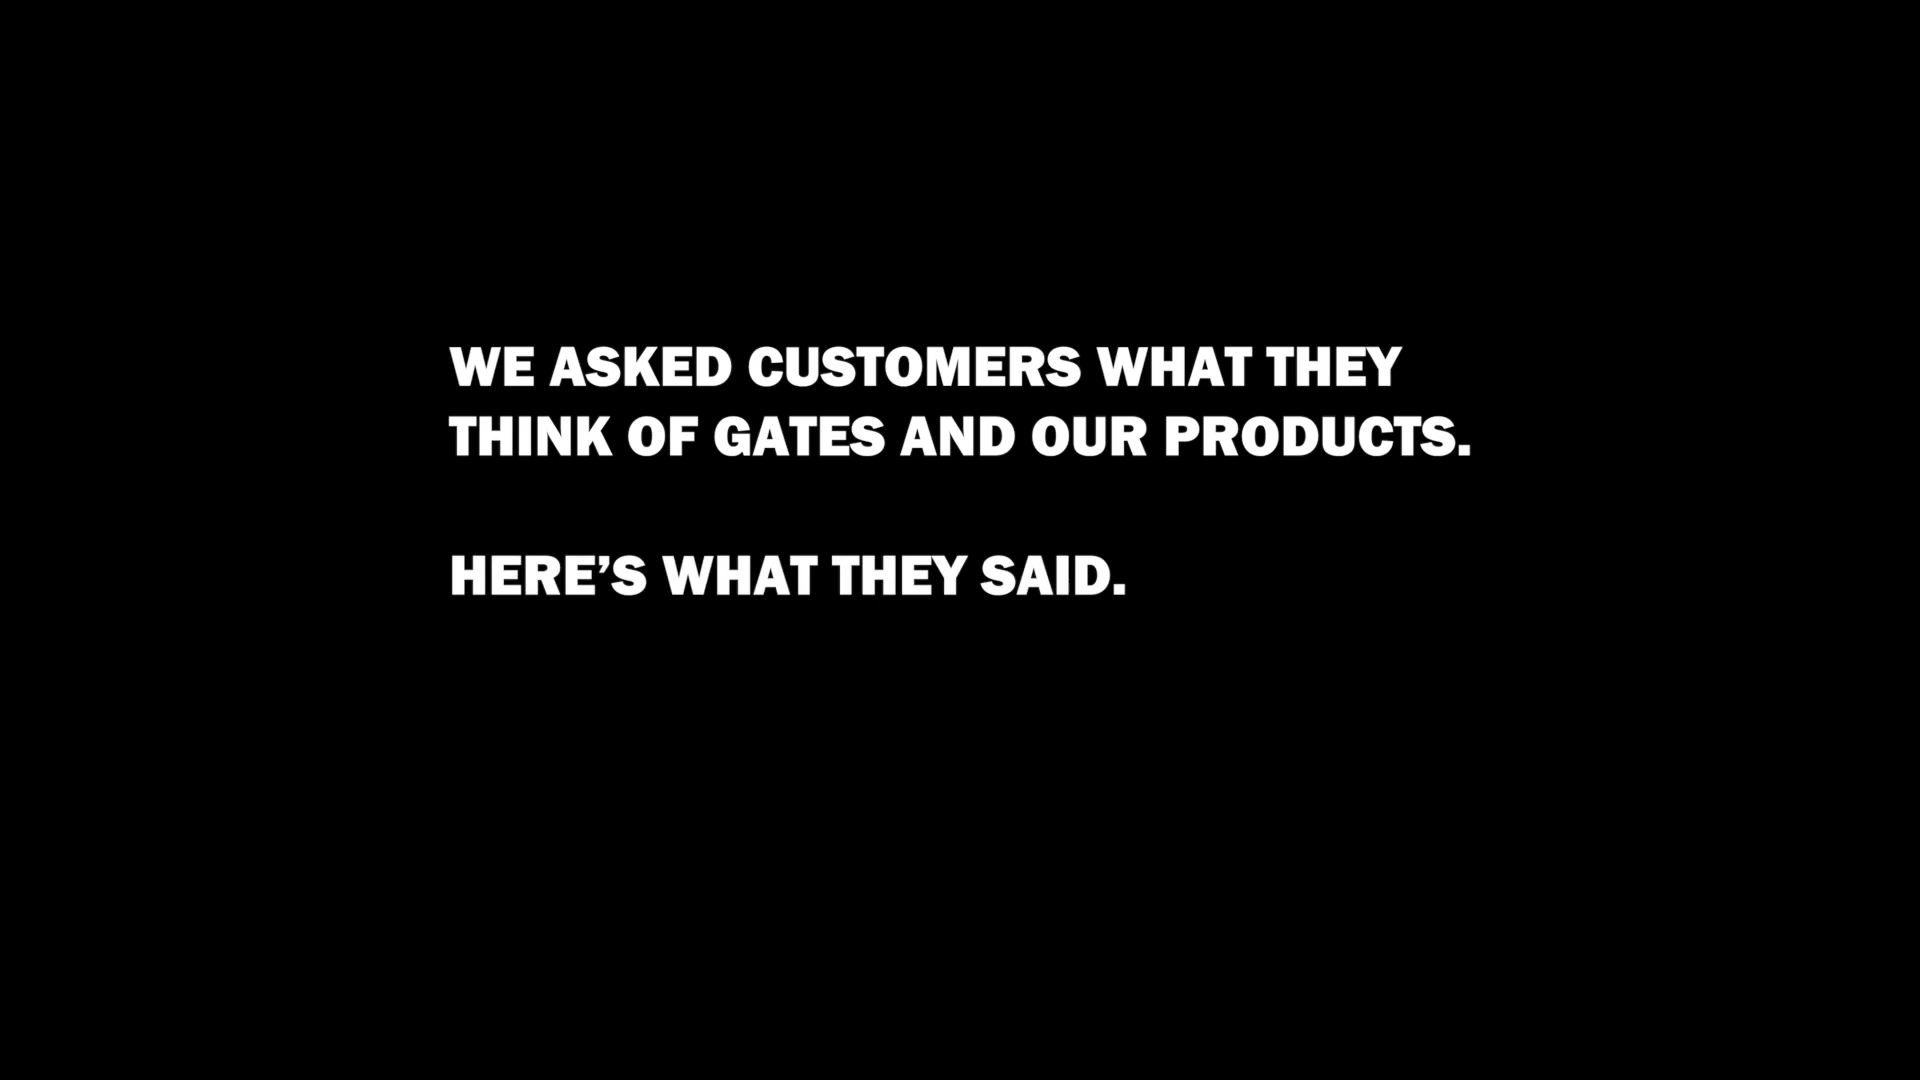 WE ASKED CUSTOMERS WHAT THEY
THINK OF GATES AND OUR PRODUCTS.
HERE’S WHAT THEY SAID.